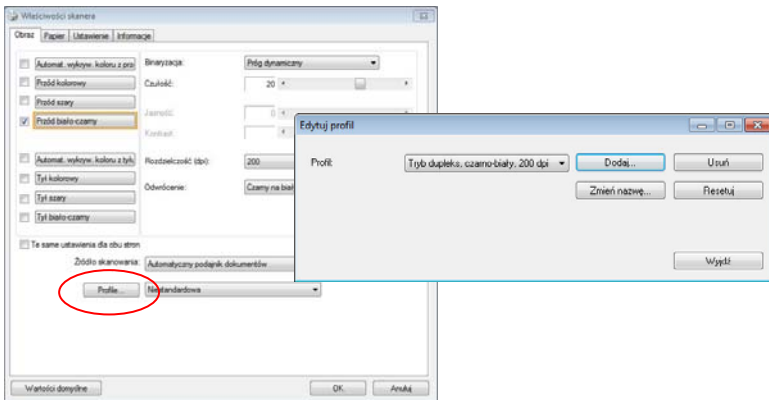 Właściwości skanera
Obraz Papier Ustawienie Informacje
Automat. wykryw. koloru z prz
Binaryzacja:
Próg dynamiczny
Przód kolorowy
Czułość:
20
Przód szary
Jasność:
0
Przód biało-czarny
Kontrast:
Automat. wykryw. koloru z tyłu
Rozdzielczość (dpi):
200
Tył kolorowy
Odwrócenie:
Czarny na biał
Tył szary
Tył biało-czarny
Te same ustawienia dla obu stron
Źródło skanowania:
Automatyczny podajnik dokumentów
Profile...
Niestandardowa
Wartości domyślne
OK
Anuluj
Edytuj profil
Profil:
Tryb dupleks, czarno-biały, 200 dpi
Dodaj...
Usuń
Zmień nazwę...
Resetuj
Wyjdź